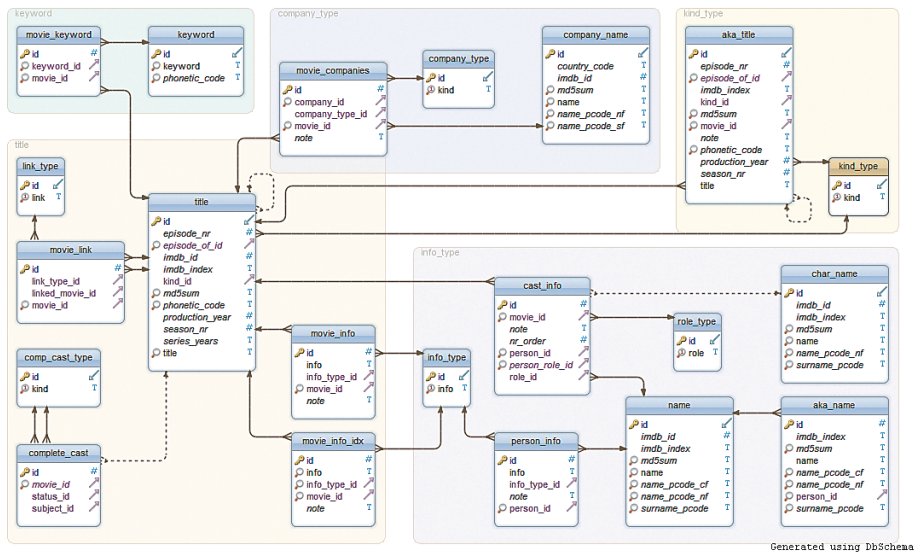 keyword
movie_keyword
id #
keyword_id
movie_id
keyword
id
keyword T
phonetic_code T
company_type
movie_companies
id #
company_id
company_type_id
movie_id
note T
company_type
id
kind T
company_name
id
country_code T
imdb_id #
md5sum T
name T
name_pcode_nf T
name_pcode_sf T
kind_type
aka_title
id
episode_nr #
episode_of_id
imdb_index T
kind_id
md5sum T
movie_id
note T
phonetic_code T
production_year #
season_nr #
title T
kind_type
id
kind T
title
link_type
id
link T
movie_link
id #
link_type_id
linked_movie_id
movie_id
title
id
episode_nr #
episode_of_id
imdb_id #
imdb_index T
kind_id
md5sum T
phonetic_code T
production_year #
season_nr #
series_years T
title T
comp_cast_type
id
kind T
complete_cast
id #
movie_id
status_id
subject_id
movie_info
id #
info T
info_type_id
movie_id
note T
movie_info_idx
id #
info T
info_type_id
movie_id
note T
info_type
info_type
id
info T
cast_info
id #
movie_id
note T
nr_order #
person_id
person_role_id
role_id
role_type
id
role T
char_name
id
imdb_id #
imdb_index T
md5sum T
name T
name_pcode_nf T
surname_pcode T
person_info
id #
info T
info_type_id
note T
person_id
name
id
imdb_id #
imdb_index T
md5sum T
name T
name_pcode_cf T
name_pcode_nf T
surname_pcode T
aka_name
id #
imdb_index T
md5sum T
name T
name_pcode_cf T
name_pcode_nf T
person_id
surname_pcode T
Generated using DbSchema